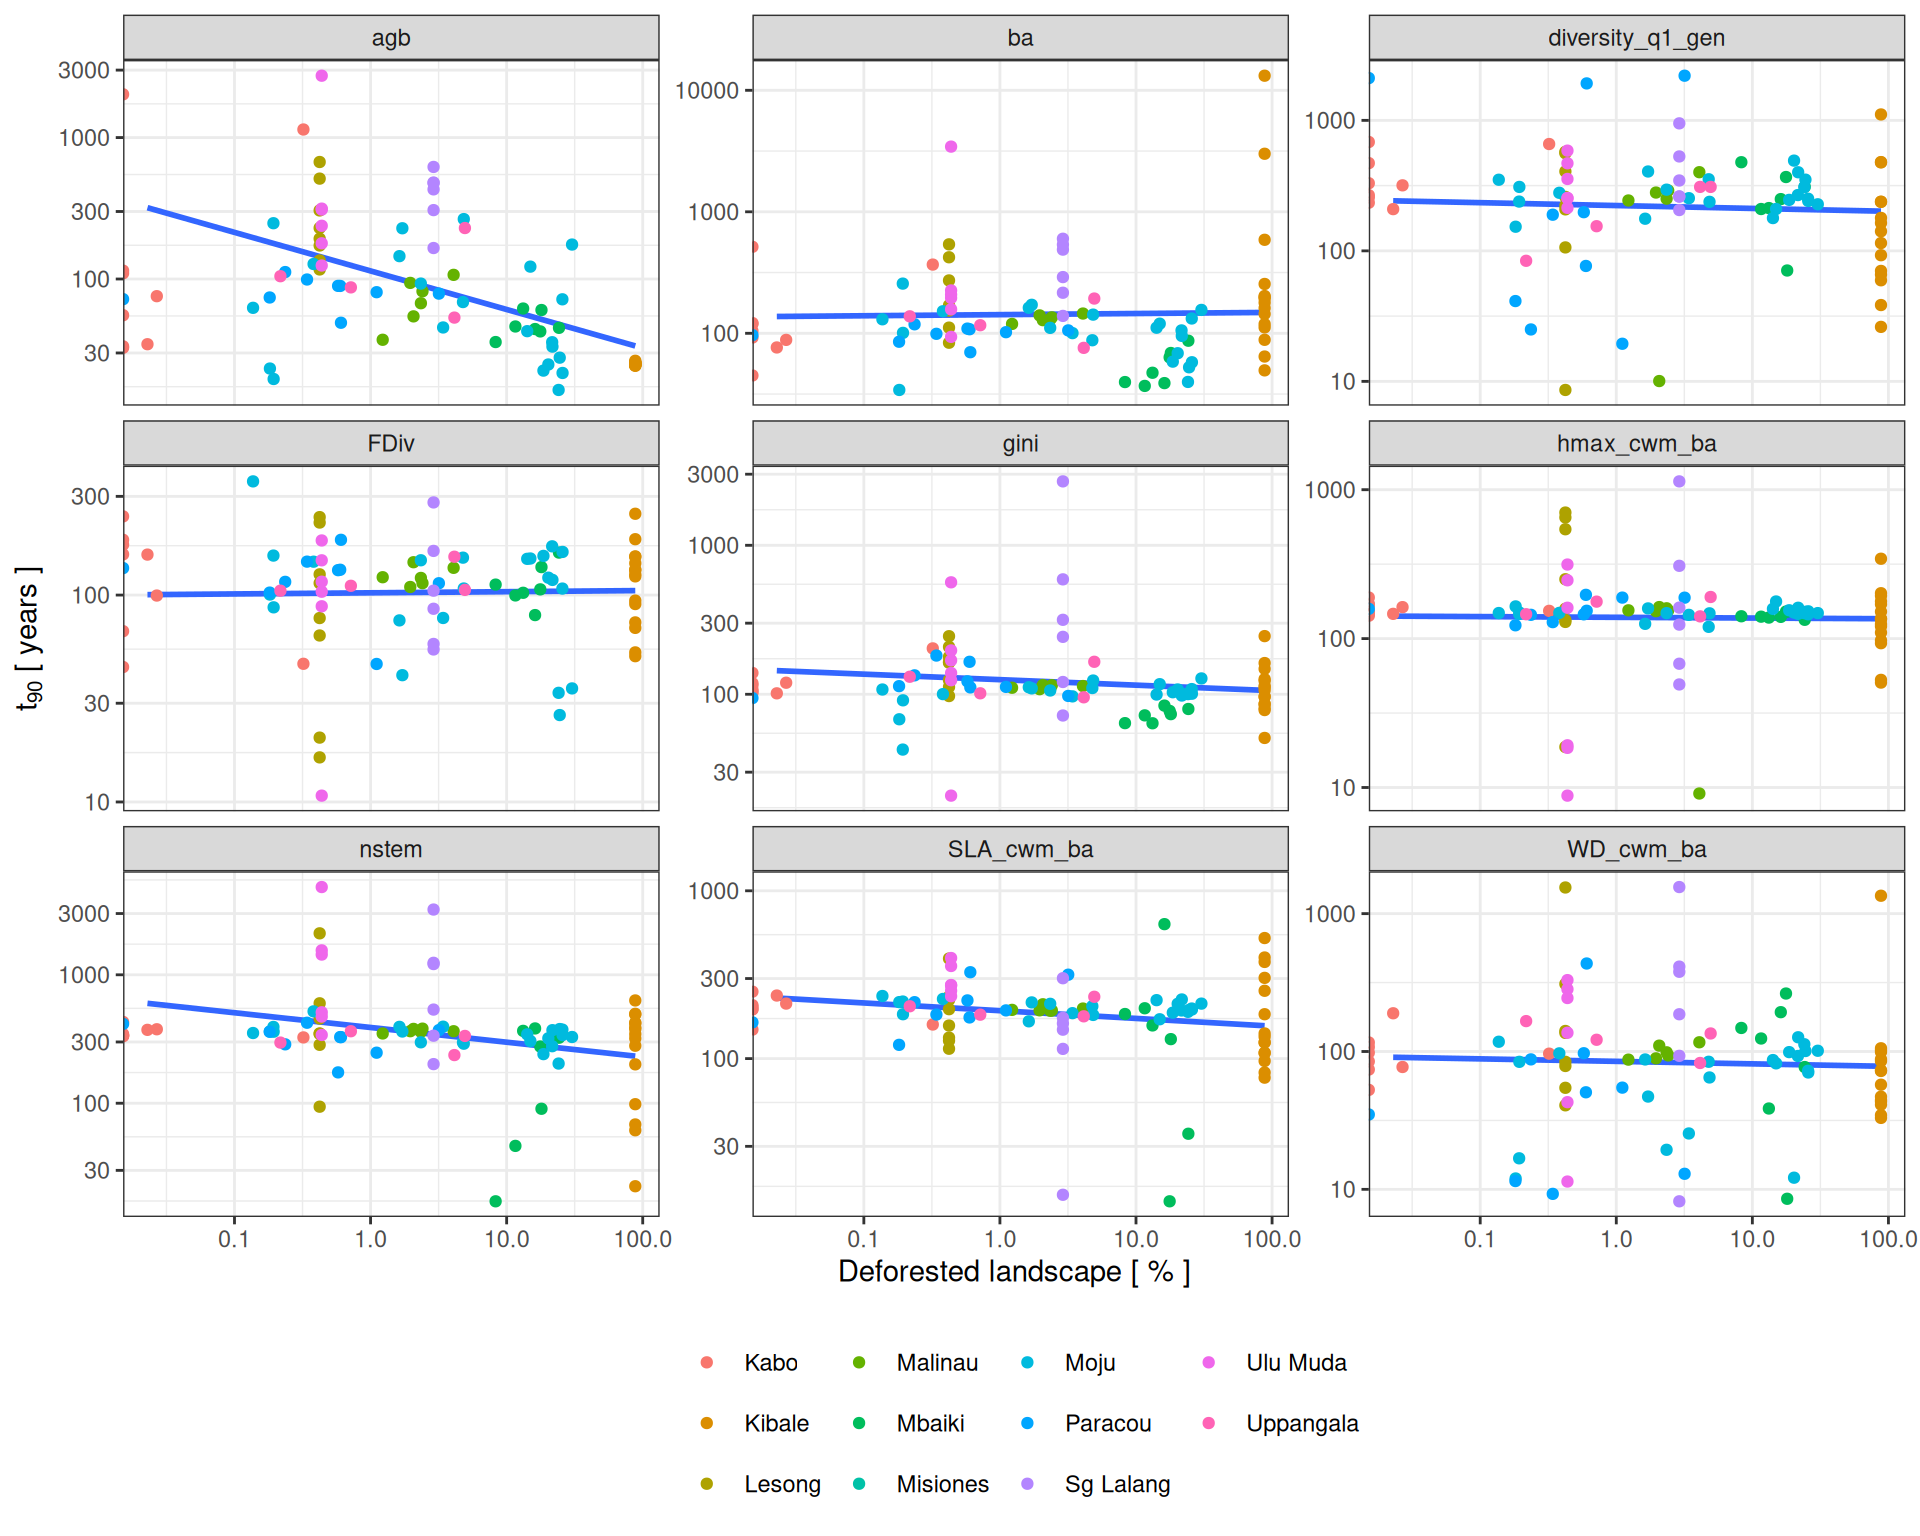 agb
ba
diversity_q1_gen
3000
1000
300
100
30
10000
1000
100
1000
100
10
FDiv
gini
hmax_cwm_ba
300
100
30
10
3000
1000
300
100
30
1000
100
10
nstem
SLA_cwm_ba
WD_cwm_ba
3000
1000
300
100
30
1000
300
100
30
1000
100
10
0.1 1.0 10.0 100.0
0.1 1.0 10.0 100.0
0.1 1.0 10.0 100.0
t90 [ years ]
Deforested landscape [ % ]
Kabo Malinau Moju Ulu Muda
Kibale Mbaiki Paracou Uppangala
Lesong Misiones Sg Lalang